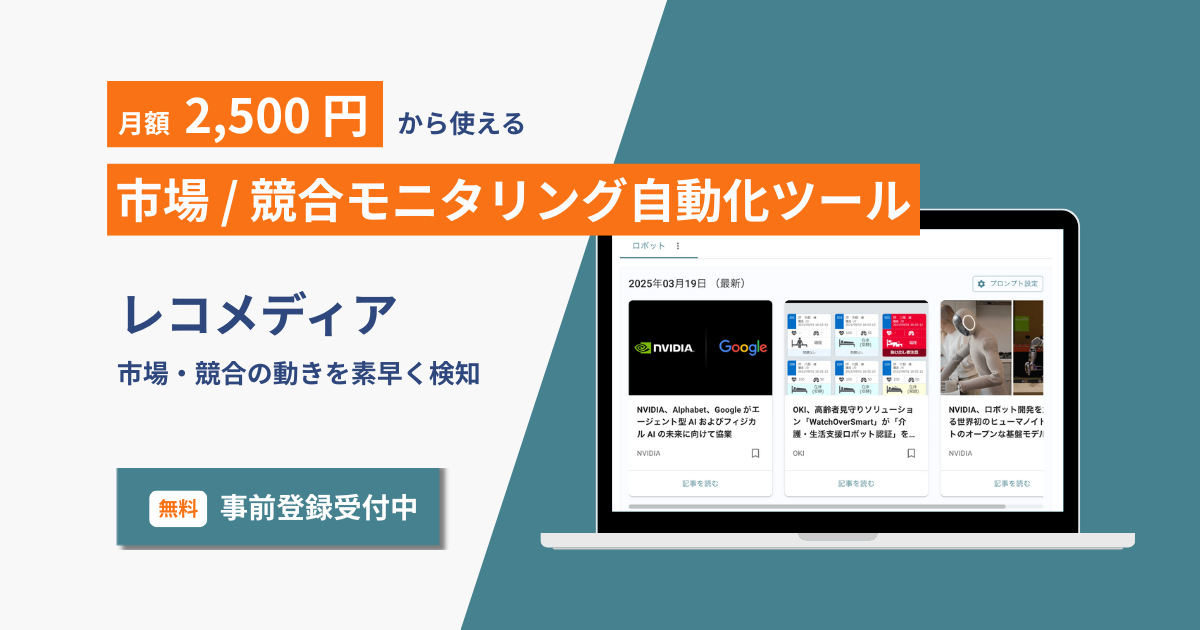 月額 2,500 円 から使える
市場 / 競合モニタリング自動化ツール
レコメディア
市場・競合の動きを素早く検知
無料 事前登録受付中
ロボット
2025年03月19日 （最新）
プロンプト設定
NVIDIA
Google
NVIDIA、Alphabet、Google がエ
ージェント型 AI およびフィジカ
ル AI の未来に向けて協業
NVIDIA
記事を読む
OKI、高齢者見守りソリューショ
ン「WatchOverSmart」が「介
護・生活支援ロボット認証」を...
OKI
記事を読む
NVIDIA、ロボット開発を
る世界初のヒューマノイド
トのオープンな基盤モデル
NVIDIA
記事を読む